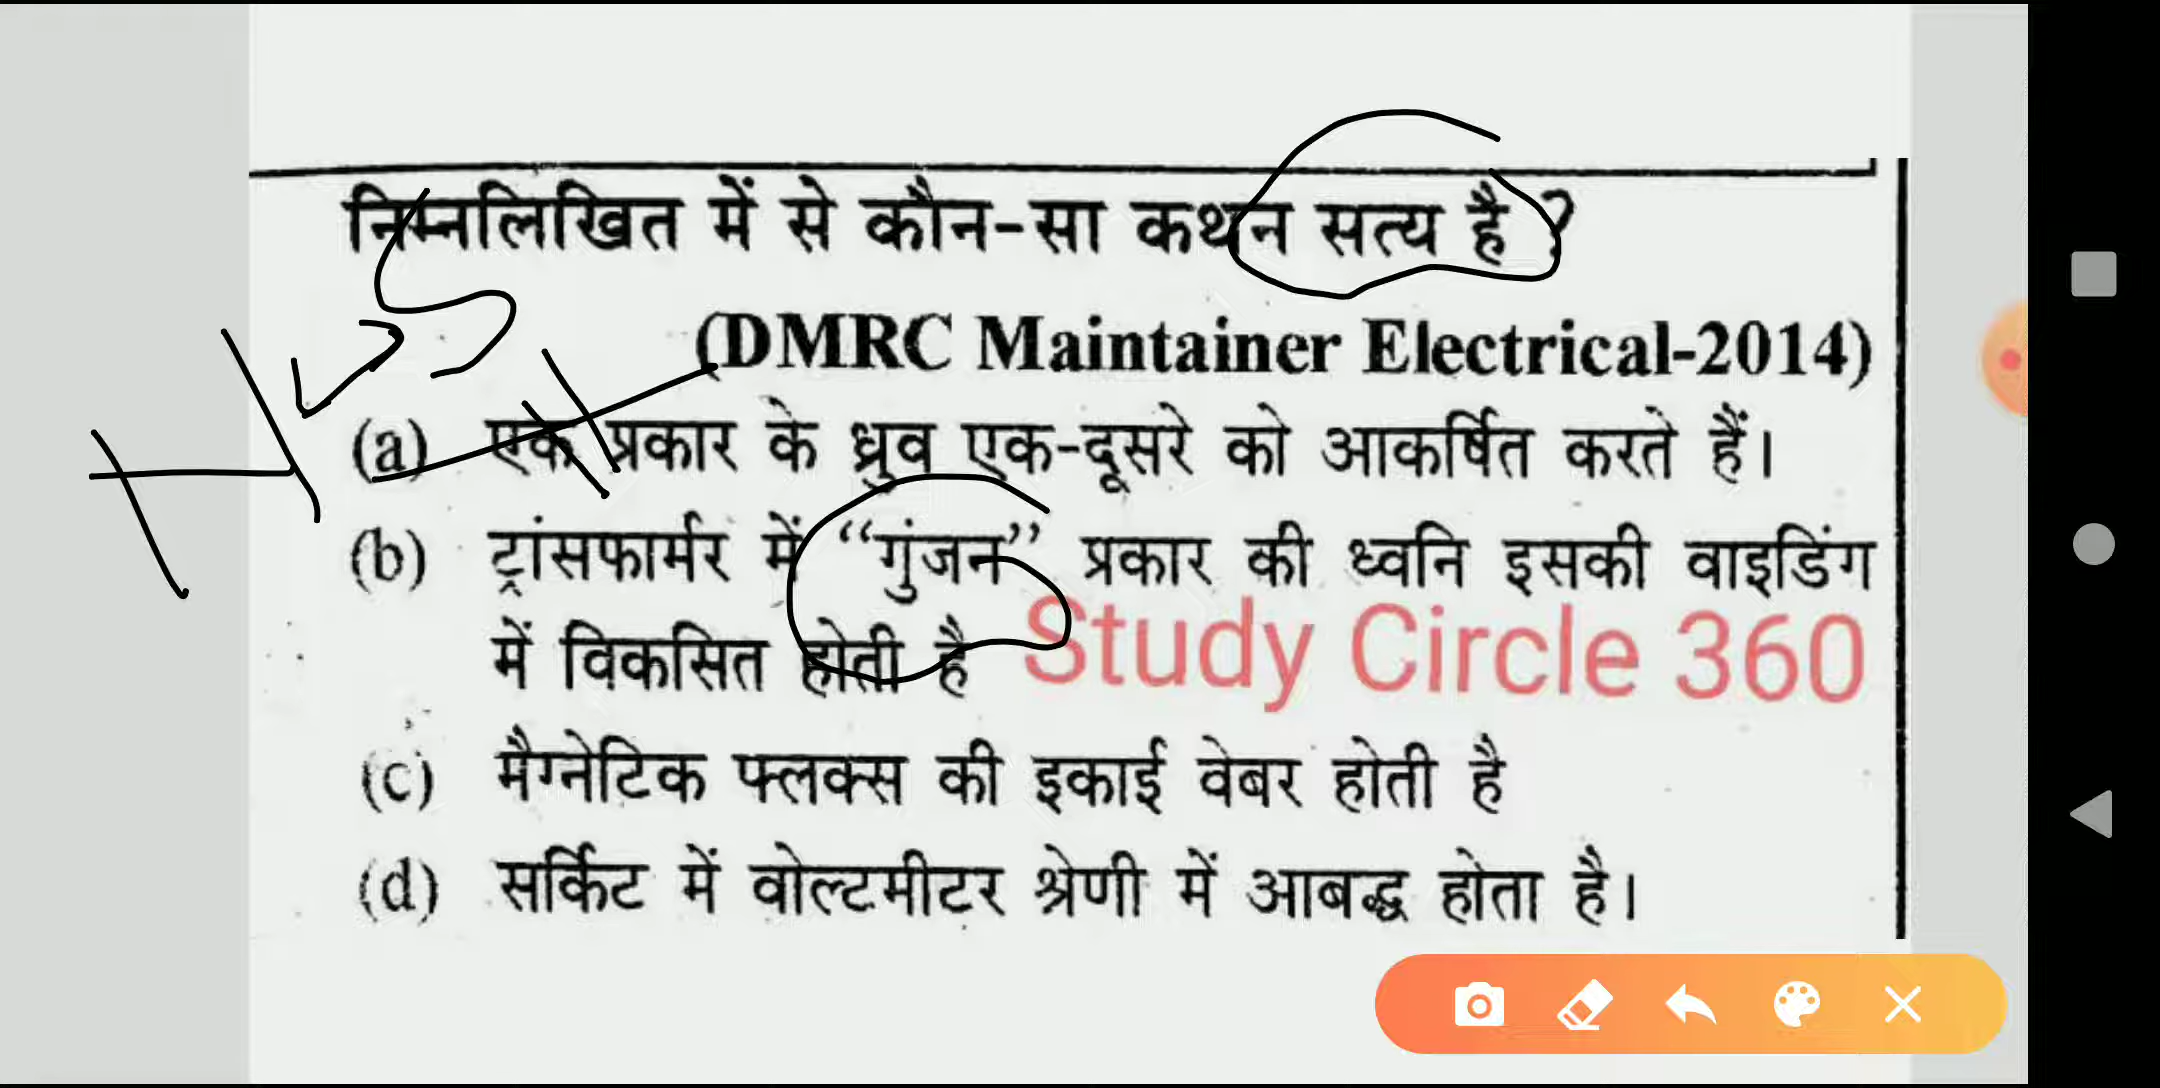 निम्नलिखित में से कौन-सा कथन सत्य है ?
(DMRC Maintainer Electrical-2014)
(a) एक प्रकार के ध्रुव एक-दूसरे को आकर्षित करते हैं।
(b) ट्रांसफार्मर में “गुंजन” प्रकार की ध्वनि इसकी वाइडिंग
में विकसित होती है
Study Circle 360
(c) मैग्नेटिक फ्लक्स की इकाई वेबर होती है
(d) सर्किट में वोल्टमीटर श्रेणी में आबद्ध होता है।